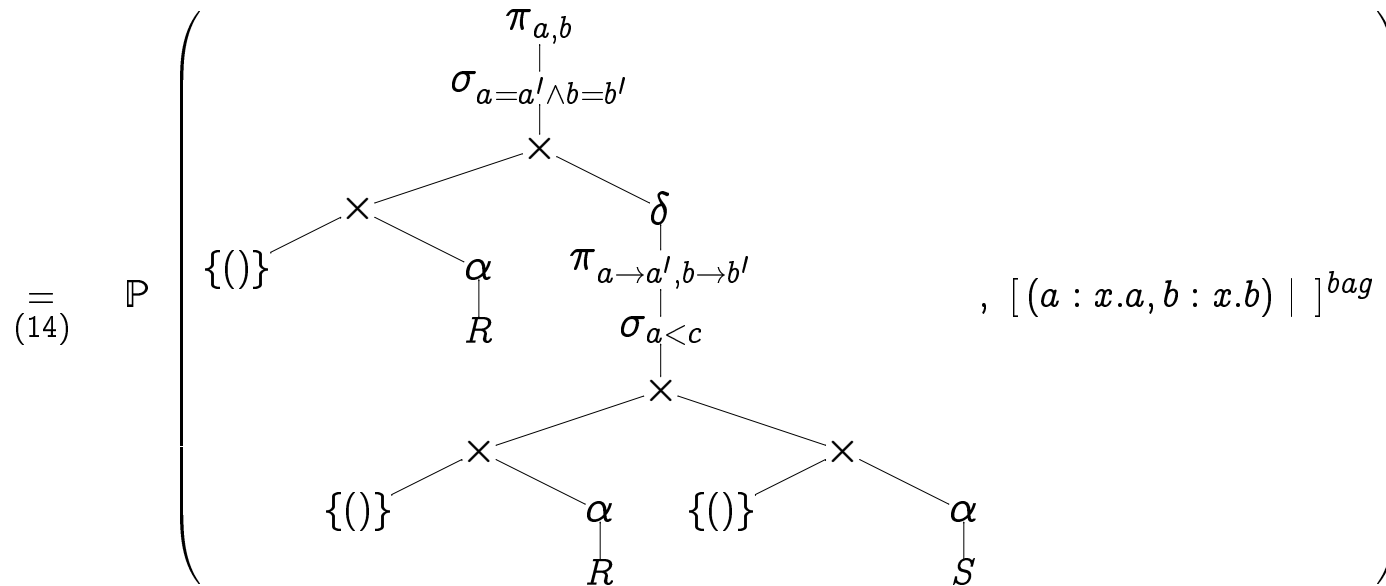 π_{a,b}
σ_{a=a′∧b=b′}
×
× δ
{()} α π_{a→a′,b→b′}
= (14) ℙ ( , [ (a : x.a, b : x.b) | ]^{bag} )
R σ_{a<c}
×
× ×
{()} α {()} α
R S